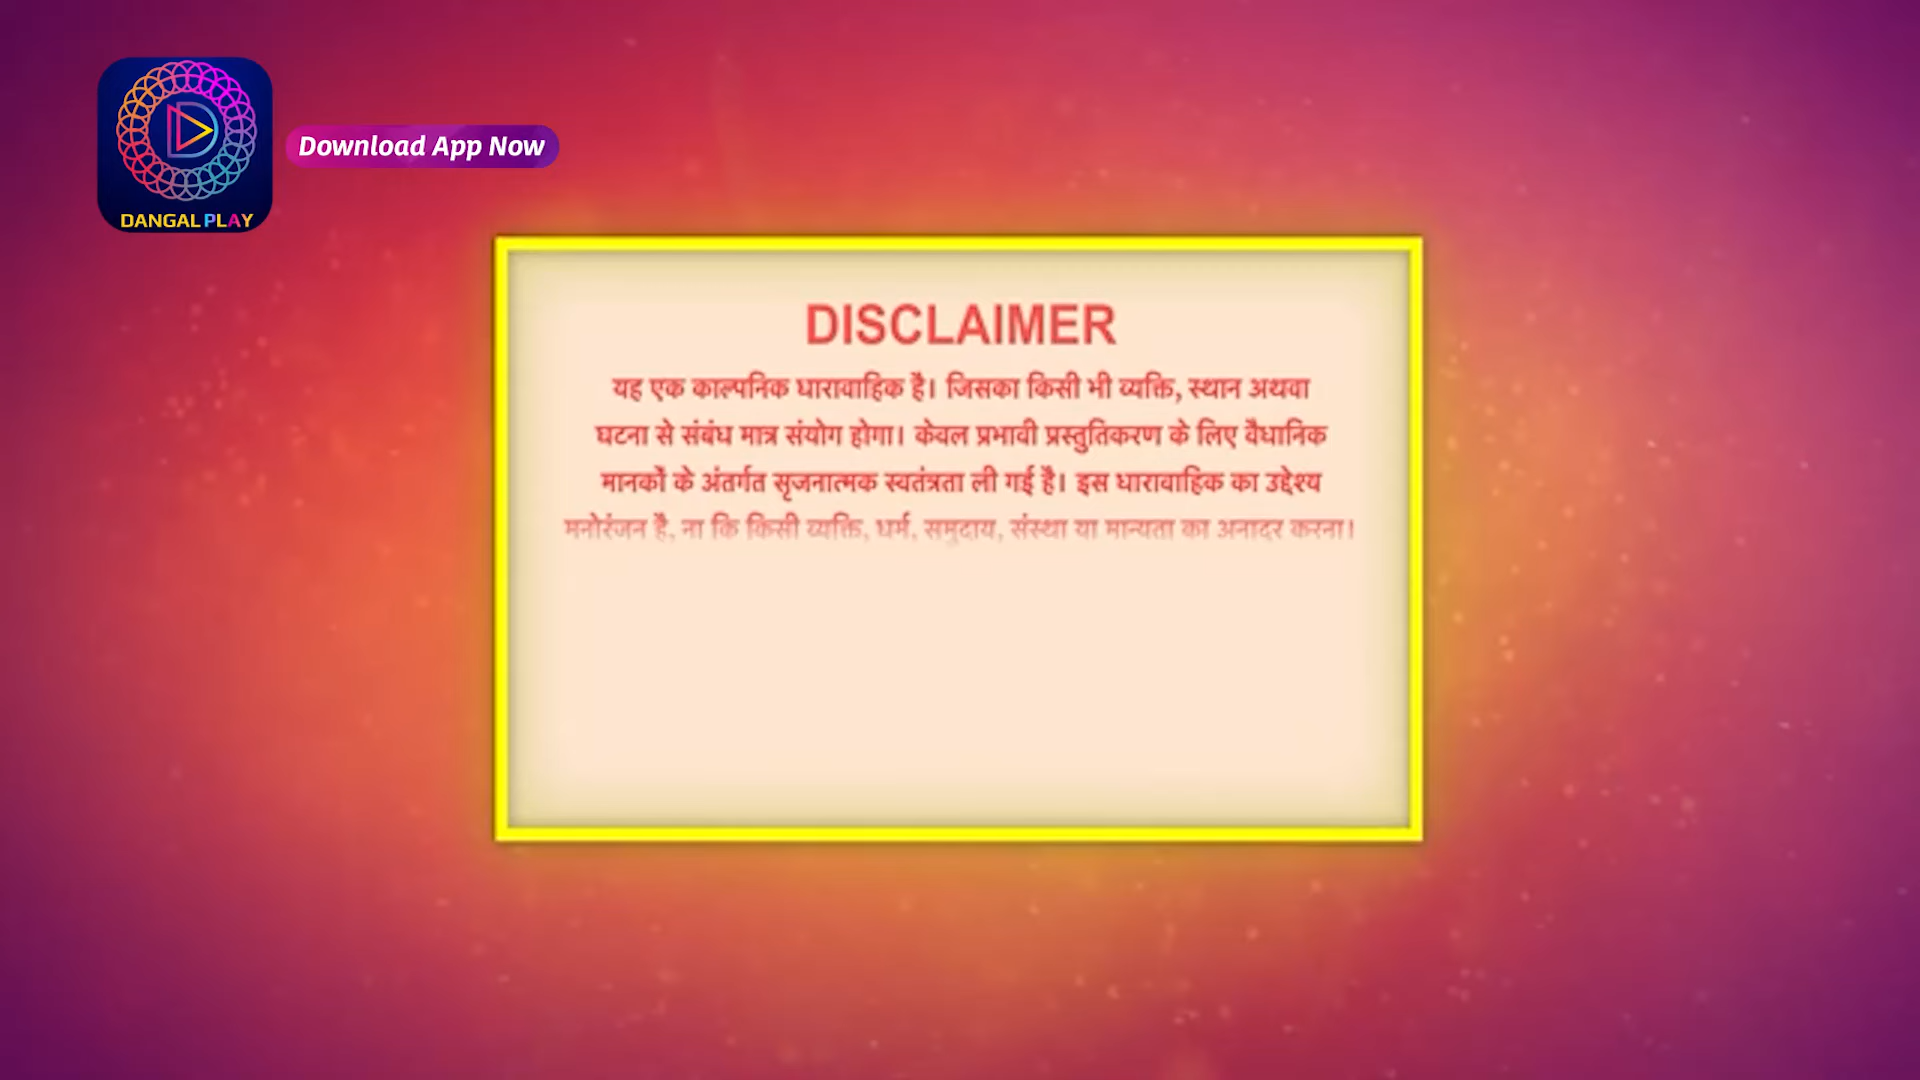 DANGAL PLAY
Download App Now
DISCLAIMER
यह एक काल्पनिक धारावाहिक है। जिसका किसी भी व्यक्ति, स्थान अथवा
घटना से संबंध मात्र संयोग होगा। केवल प्रभावी प्रस्तुतिकरण के लिए वैधानिक
मानकों के अंतर्गत सृजनात्मक स्वतंत्रता ली गई है। इस धारावाहिक का उद्देश्य
मनोरंजन है, ना कि किसी व्यक्ति, धर्म, समुदाय, संस्था या मान्यता का अनादर करना।